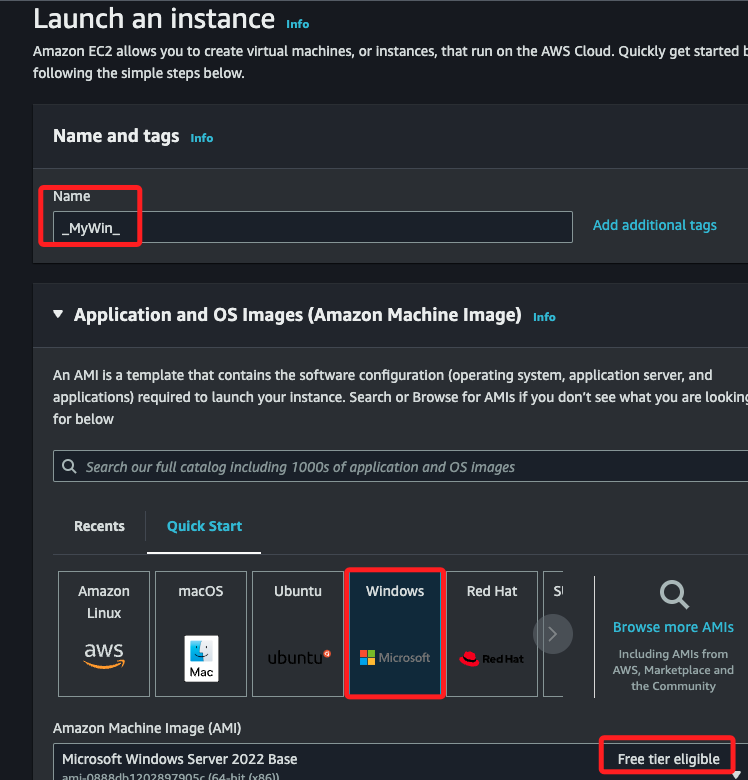 Launch an instance Info
Amazon EC2 allows you to create virtual machines, or instances, that run on the AWS Cloud. Quickly get started
following the simple steps below.
Name and tags Info
Name
_MyWin_
Add additional tags
Application and OS Images (Amazon Machine Image) Info
An AMI is a template that contains the software configuration (operating system, application server, and
applications) required to launch your instance. Search or Browse for AMIs if you don't see what you are looking
for below
Search our full catalog including 1000s of application and OS images
Recents
Quick Start
Amazon
Linux
aws
macOS
Mac
Ubuntu
ubuntu
Windows
Microsoft
Red Hat
Red Hat
Browse more AMIs
Including AMIs from
AWS, Marketplace and
the Community
Amazon Machine Image (AMI)
Microsoft Windows Server 2022 Base
Free tier eligible
ami-0888db1202897905c (64-bit (x86))